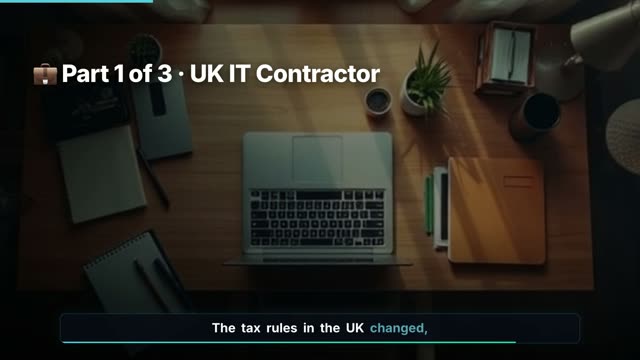 💼 Part 1 of 3 · UK IT Contractor
The tax rules in the UK changed,